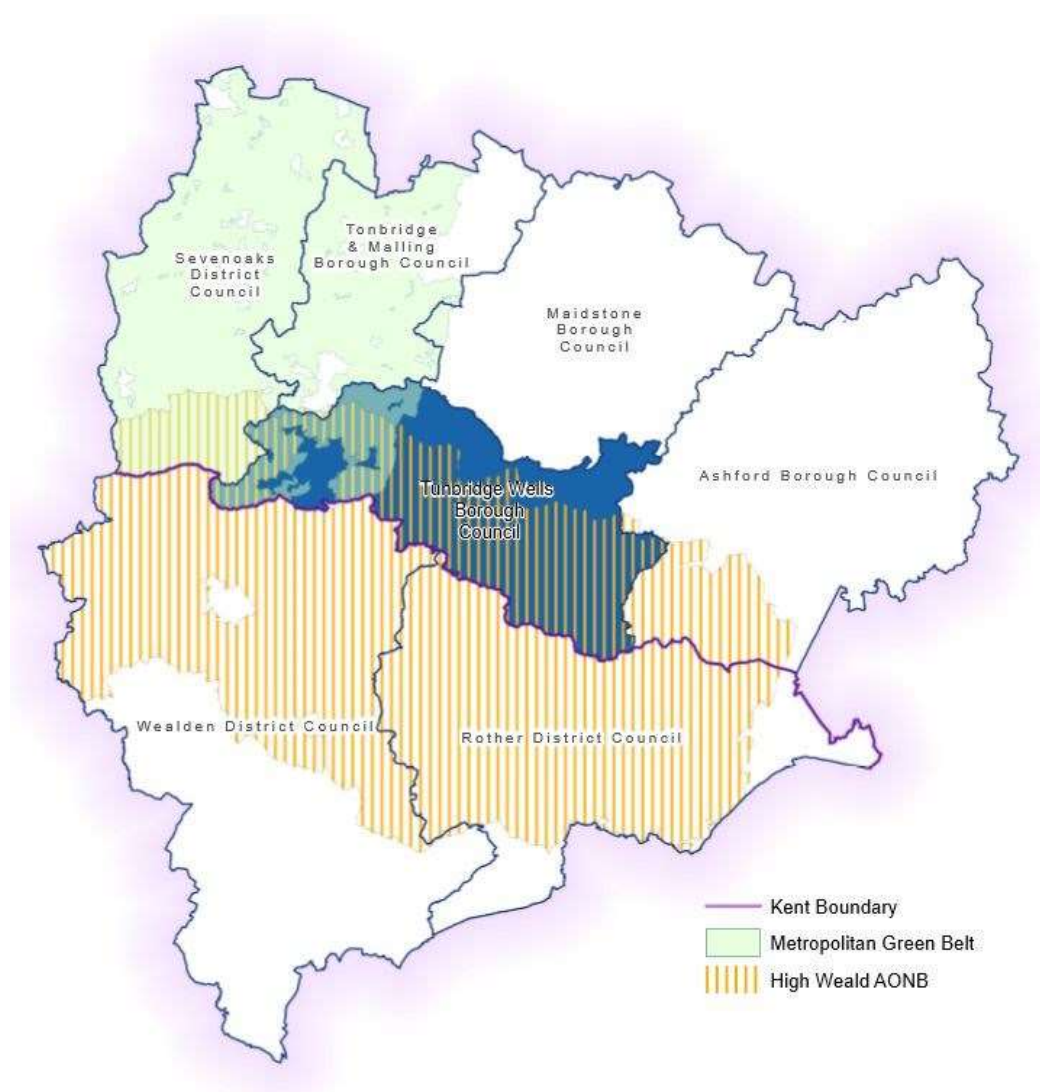 Tonbridge
& Malling
Borough Council
Sevenoaks
District
Council
Maidstone
Borough
Council
Ashford Borough Council
Tunbridge Wells
Borough
Council
Wealden District Council
Rother District Council
Kent Boundary
Metropolitan Green Belt
High Weald AONB